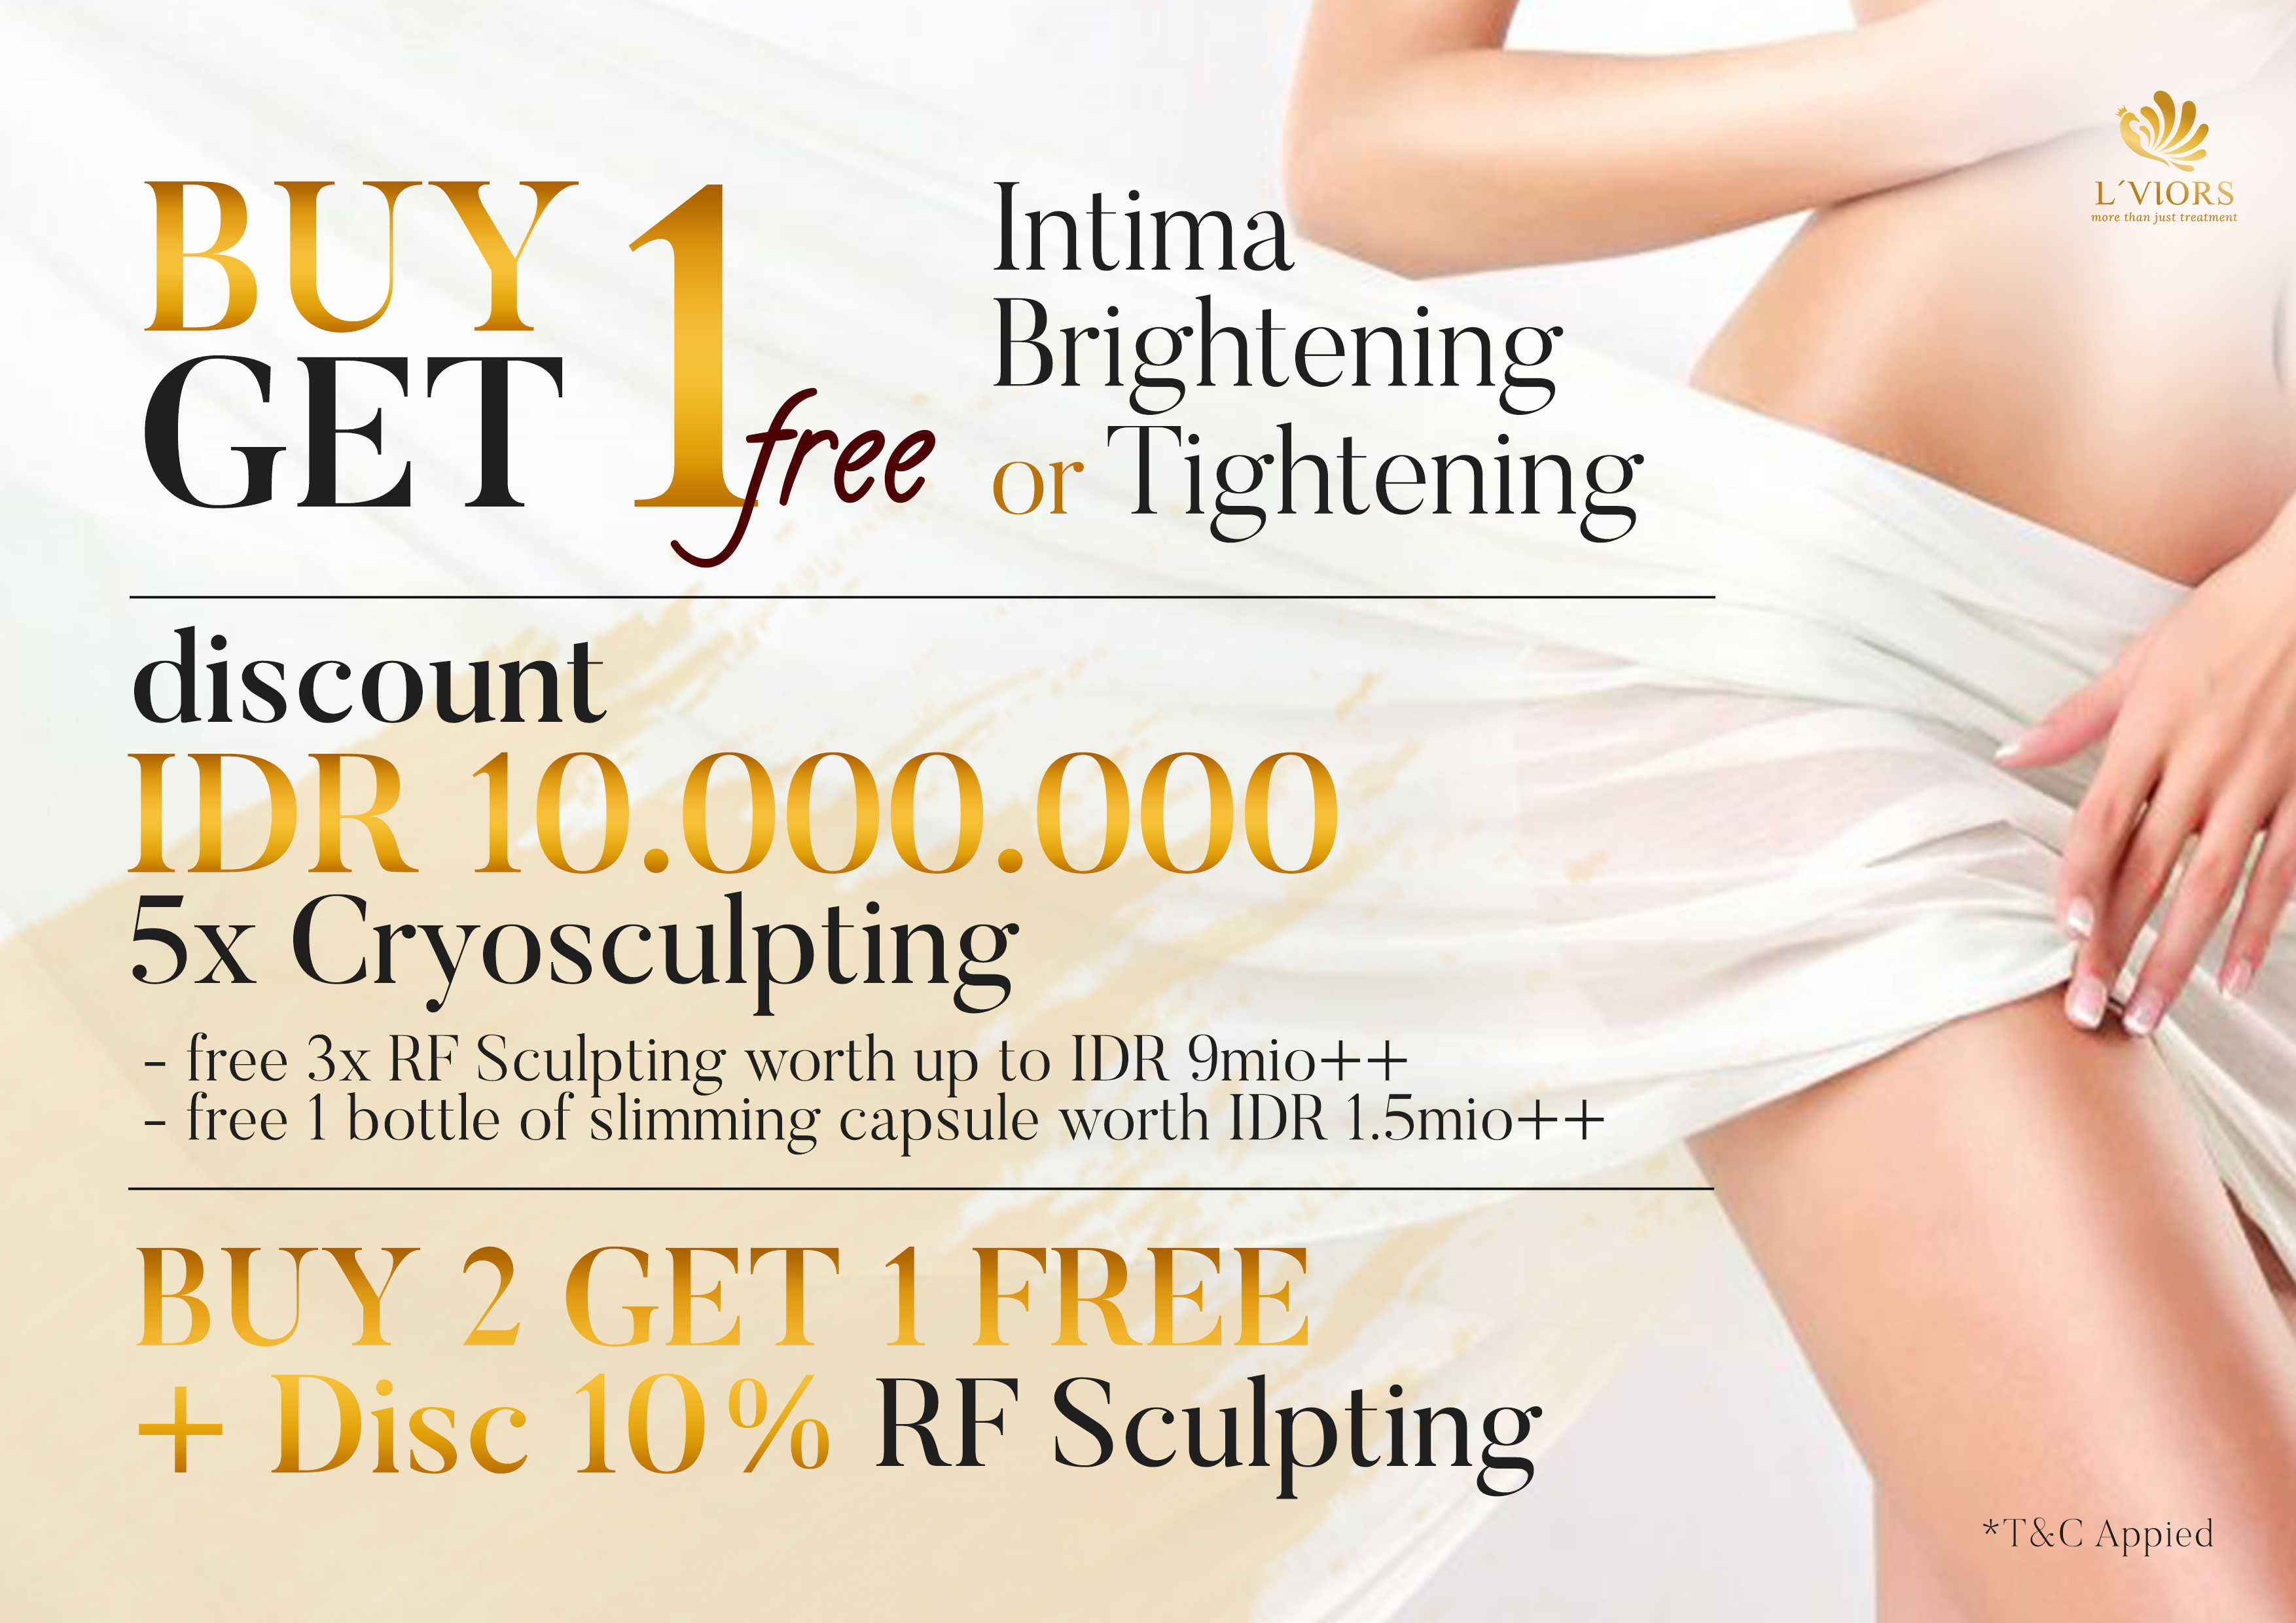 L'VIORS
more than just treatment
BUY 1
GET free
Intima
Brightening
or Tightening
discount
IDR 10.000.000
5x Cryosculpting
- free 3x RF Sculpting worth up to IDR 9mio++
- free 1 bottle of slimming capsule worth IDR 1.5mio++
BUY 2 GET 1 FREE
+ Disc 10% RF Sculpting
*T&C Appied